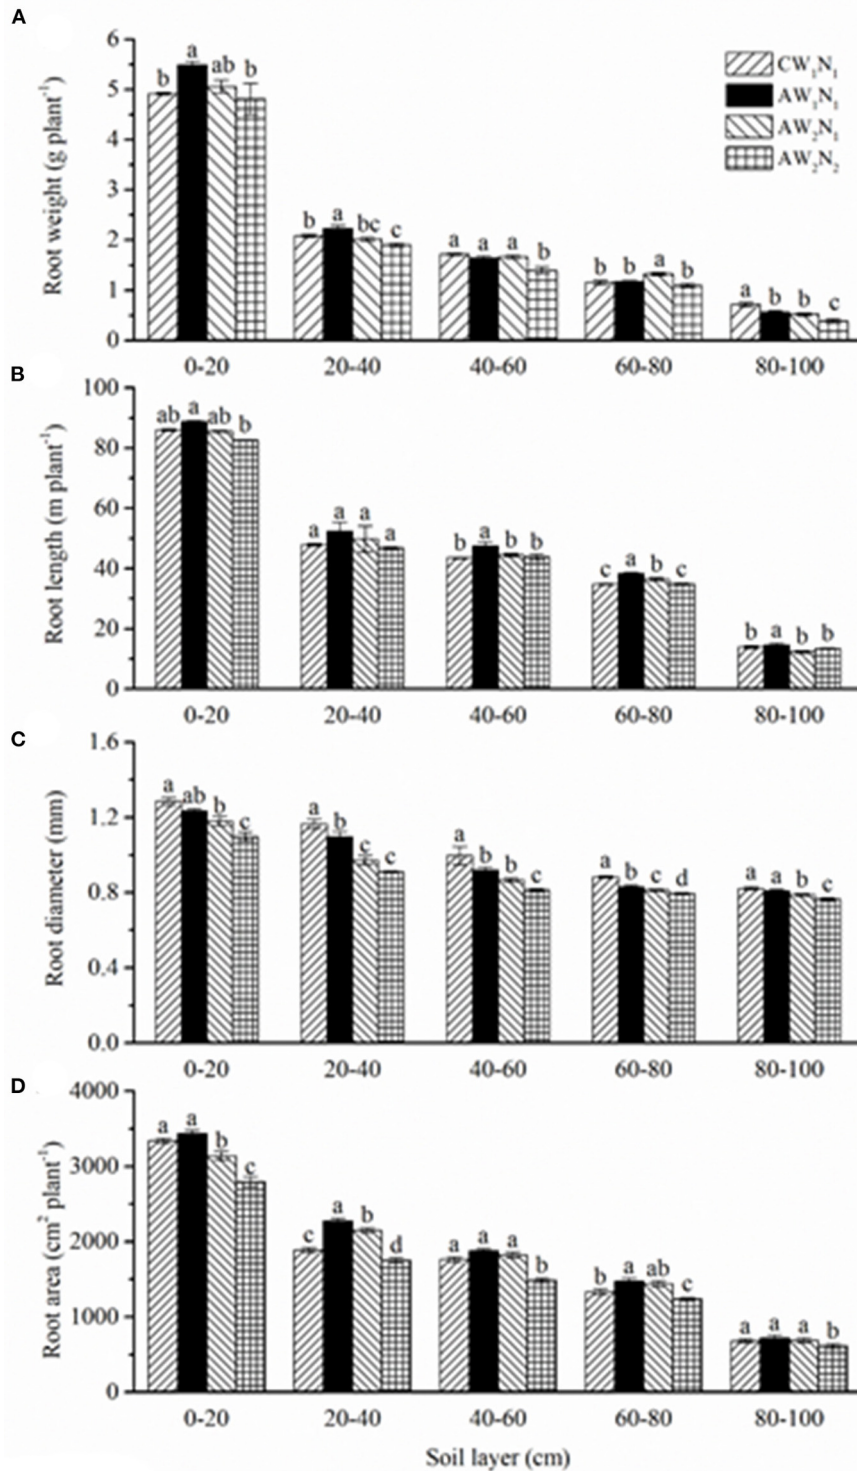 A
Root weight (g plant⁻¹)
6
5
4
3
2
1
0
b a ab b
b a bc c
a a a b
b b a b
a b b c
CW₁N₁
AW₁N₁
AW₂N₁
AW₂N₂
0-20 20-40 40-60 60-80 80-100
B
Root length (m plant⁻¹)
100
80
60
40
20
0
ab a ab b
a a a a
b a b b
c a b c
b a b b
0-20 20-40 40-60 60-80 80-100
C
Root diameter (mm)
1.6
1.2
0.8
0.4
0.0
a ab b c
a b c c
a b b c
a b c d
a a b c
0-20 20-40 40-60 60-80 80-100
D
Root area (cm² plant⁻¹)
4000
3000
2000
1000
0
a a b c
c a b d
a a a b
b a ab c
a a a b
0-20 20-40 40-60 60-80 80-100
Soil layer (cm)